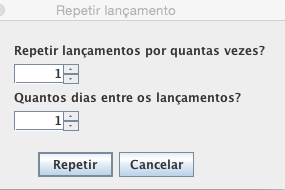 Repetir lançamento
Repetir lançamentos por quantas vezes?
1
Quantos dias entre os lançamentos?
1
Repetir Cancelar